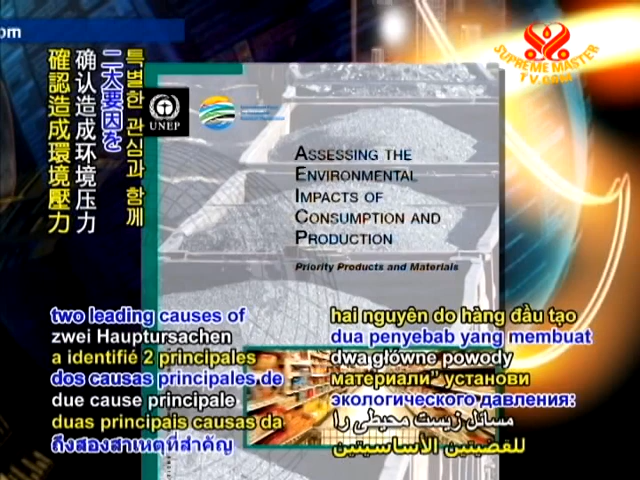 om
SUPREME MASTER
TV.COM
특별한 관심과 함께
二大要因を
确认造成环境压力
確認造成環境壓力
UNEP
ASSESSING THE
ENVIRONMENTAL
IMPACTS OF
CONSUMPTION AND
PRODUCTION
Priority Products and Materials
two leading causes of
zwei Hauptursachen
a identifié 2 principales
dos causas principales de
due cause principale
duas principais causas da
ถึงสองสาเหตุที่สำคัญ
hai nguyên do hàng đầu tạo
dua penyebab yang membuat
dwa główne powody
материали” установи
экологического давления:
مسائل زیست محیطی را
للقضيتين الأساسيتين